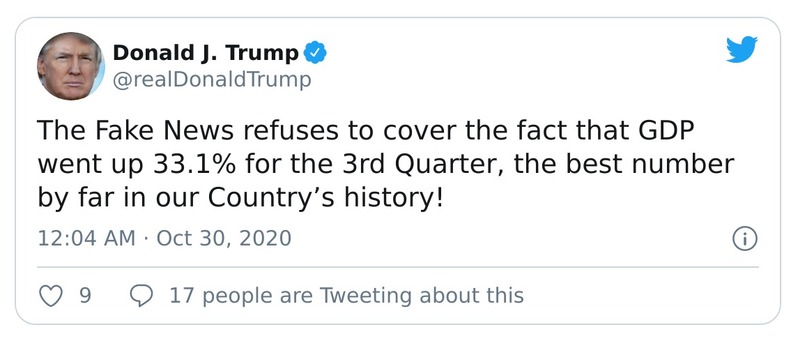 Donald J. Trump
@realDonaldTrump
The Fake News refuses to cover the fact that GDP
went up 33.1% for the 3rd Quarter, the best number
by far in our Country’s history!
12:04 AM · Oct 30, 2020
9 17 people are Tweeting about this